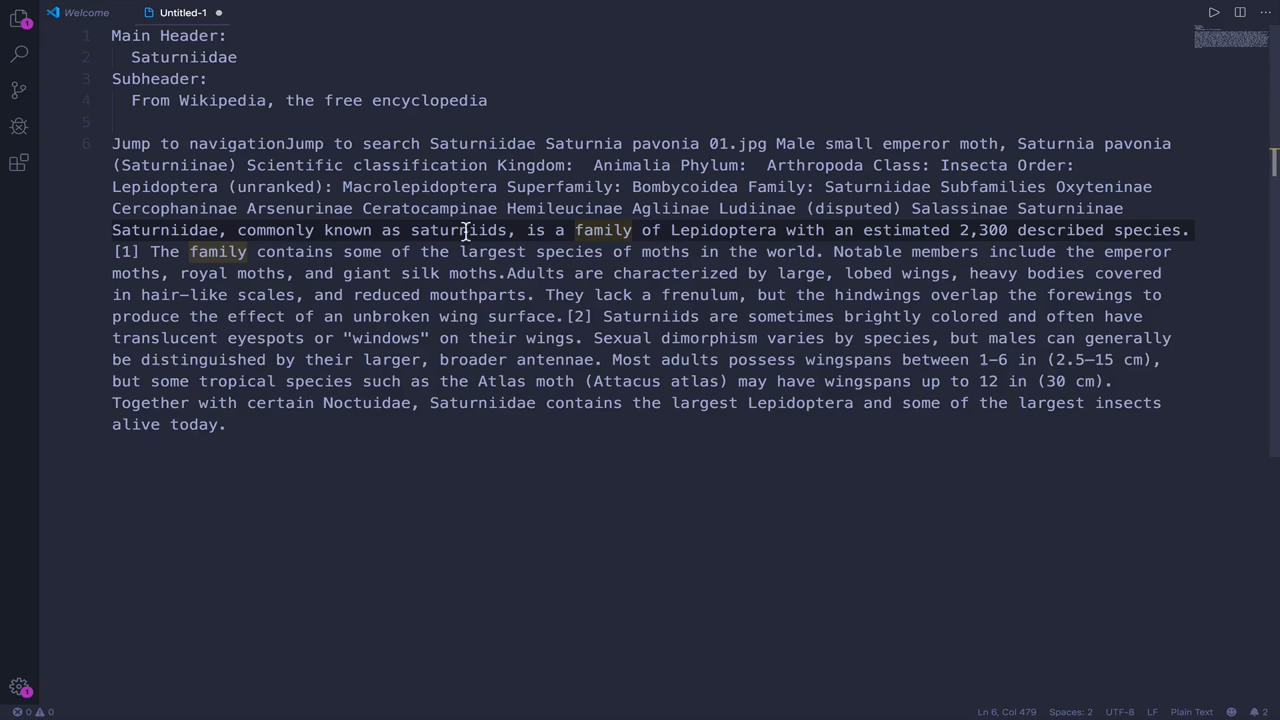 Welcome
Untitled-1
1 Main Header:
2 Saturniidae
3 Subheader:
4 From Wikipedia, the free encyclopedia
5
6 Jump to navigationJump to search Saturniidae Saturnia pavonia 01.jpg Male small emperor moth, Saturnia pavonia
(Saturniinae) Scientific classification Kingdom:  Animalia Phylum:  Arthropoda Class: Insecta Order:
Lepidoptera (unranked): Macrolepidoptera Superfamily: Bombycoidea Family: Saturniidae Subfamilies Oxyteninae
Cercophaninae Arsenurinae Ceratocampinae Hemileucinae Agliinae Ludiinae (disputed) Salassinae Saturniinae
Saturniidae, commonly known as saturniids, is a family of Lepidoptera with an estimated 2,300 described species.
[1] The family contains some of the largest species of moths in the world. Notable members include the emperor
moths, royal moths, and giant silk moths.Adults are characterized by large, lobed wings, heavy bodies covered
in hair-like scales, and reduced mouthparts. They lack a frenulum, but the hindwings overlap the forewings to
produce the effect of an unbroken wing surface.[2] Saturniids are sometimes brightly colored and often have
translucent eyespots or "windows" on their wings. Sexual dimorphism varies by species, but males can generally
be distinguished by their larger, broader antennae. Most adults possess wingspans between 1–6 in (2.5–15 cm),
but some tropical species such as the Atlas moth (Attacus atlas) may have wingspans up to 12 in (30 cm).
Together with certain Noctuidae, Saturniidae contains the largest Lepidoptera and some of the largest insects
alive today.
1
1
0 0
Ln 6, Col 479 Spaces: 2 UTF-8 LF Plain Text 2